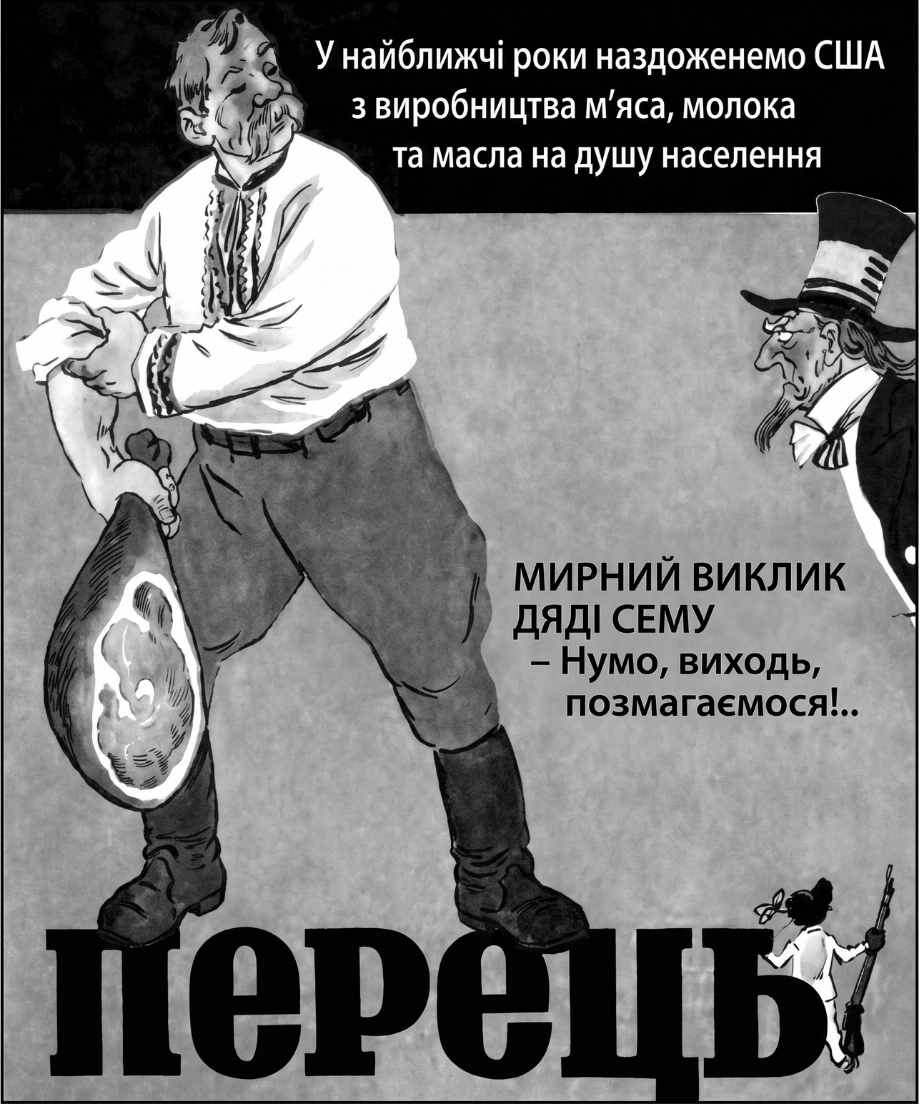 У найближчі роки наздоженемо США
з виробництва м’яса, молока
та масла на душу населення
МИРНИЙ ВИКЛИК
ДЯДІ СЕМУ
– Нумо, виходь,
позмагаємося!..
перець